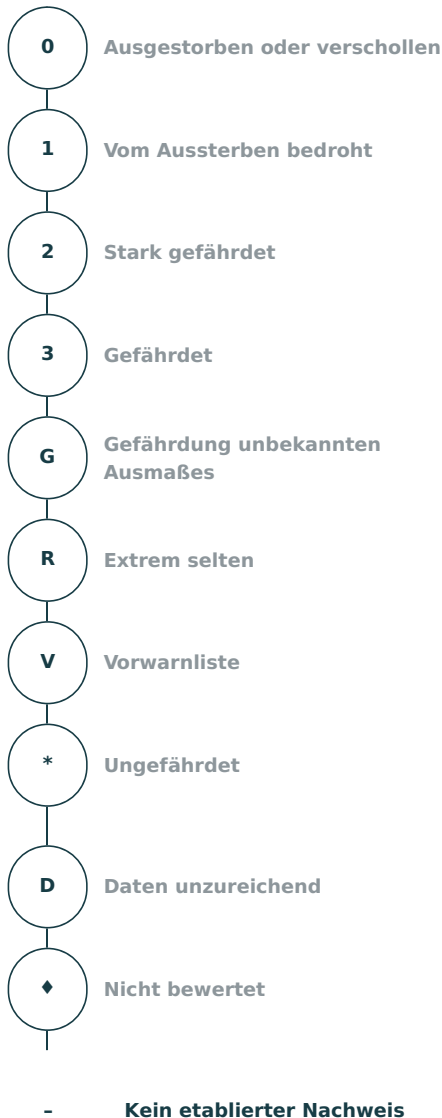 0 Ausgestorben oder verschollen
1 Vom Aussterben bedroht
2 Stark gefährdet
3 Gefährdet
G Gefährdung unbekannten
Ausmaßes
R Extrem selten
V Vorwarnliste
* Ungefährdet
D Daten unzureichend
♦ Nicht bewertet
– Kein etablierter Nachweis